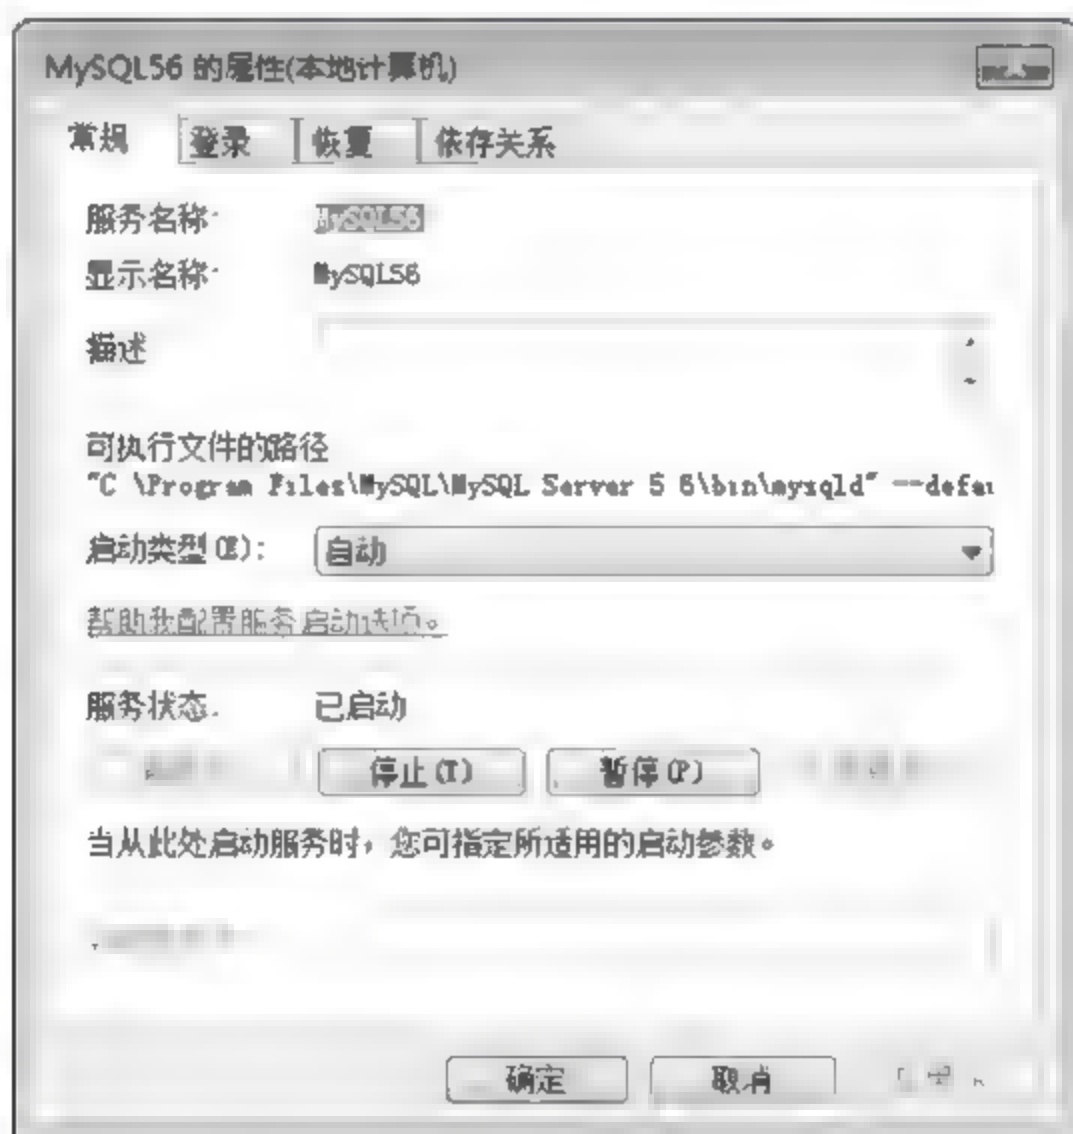 MySQL56 的属性(本地计算机)
常规 登录 恢复 依存关系
服务名称: MySQL56
显示名称: MySQL56
描述
可执行文件的路径
"C \Program Files\MySQL\MySQL Server 5 6\bin\mysqld" --defau
启动类型(E): 自动
帮助我配置服务启动选项。
服务状态: 已启动
停止(T) 暂停(P)
当从此处启动服务时，您可指定所适用的启动参数。
确定 取消